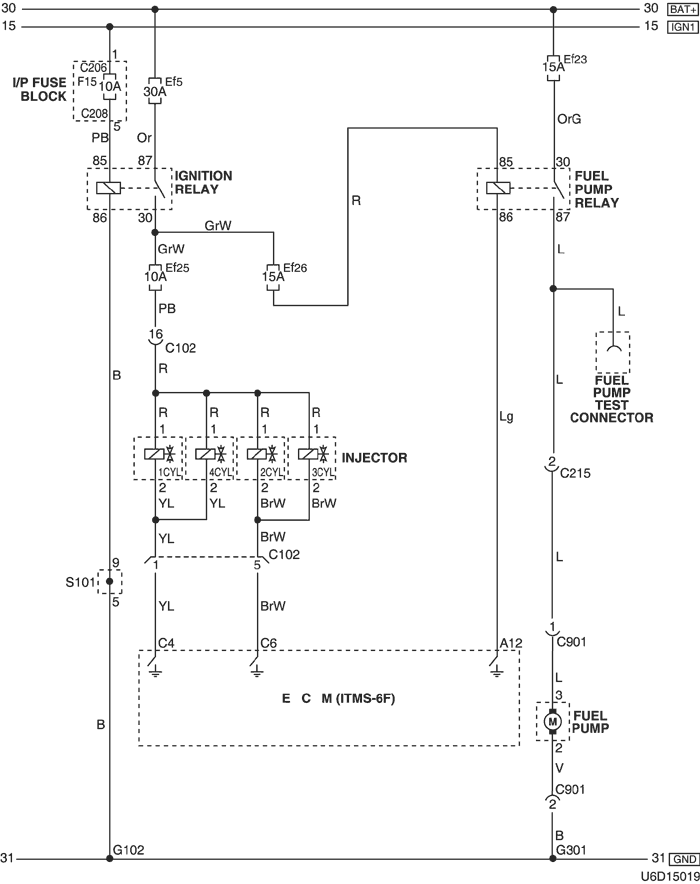 30 30 BAT+
15 15 IGN1
1
C206
F15 10A
I/P FUSE
BLOCK
C208
5
Ef5
30A
Ef23
15A
OrG
PB Or
85 87
IGNITION
RELAY
86 30
85 30
FUEL
PUMP
RELAY
86 87
R
GrW
GrW
Ef25
10A
Ef26
15A
L
PB
L
16
C102
R
B
FUEL
PUMP
TEST
CONNECTOR
L
R R R R
1 1 1 1
Lg
INJECTOR
1CYL 4CYL 2CYL 3CYL
2 2 2 2
YL YL BrW BrW
2
C215
YL BrW
C102
1 5
L
9
S101
5
YL BrW
1
C901
C4 C6 A12
L
E C M (ITMS-6F)
3
M
FUEL
PUMP
2
B
V
C901
2
B
31 G102 G301 31 GND
U6D15019